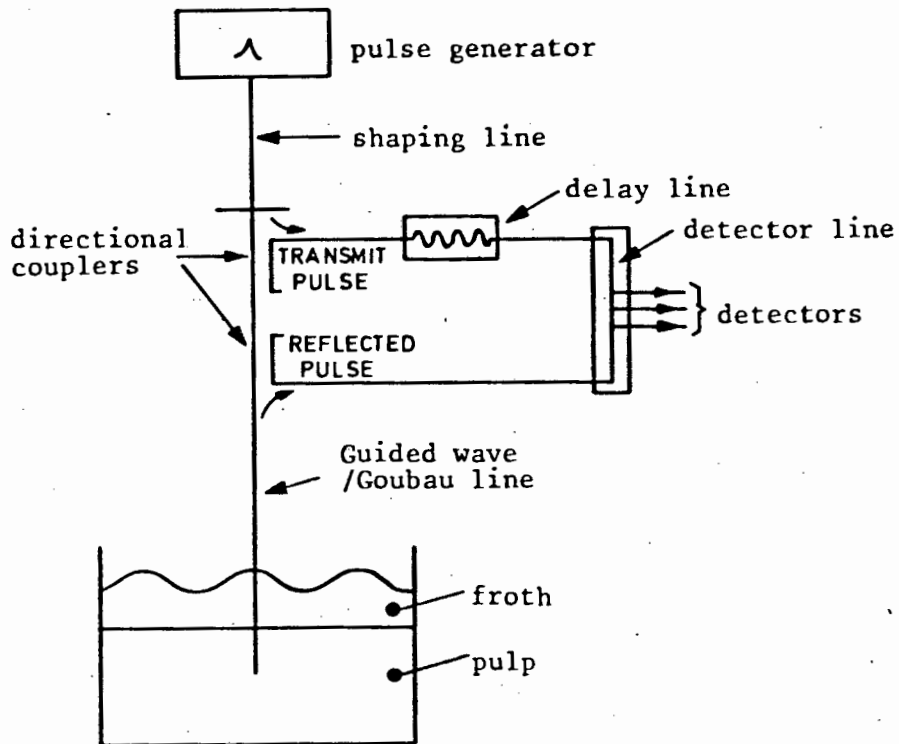 pulse generator
shaping line
delay line
directional
couplers
detector line
TRANSMIT
PULSE
detectors
REFLECTED
PULSE
Guided wave
/Goubau line
froth
pulp